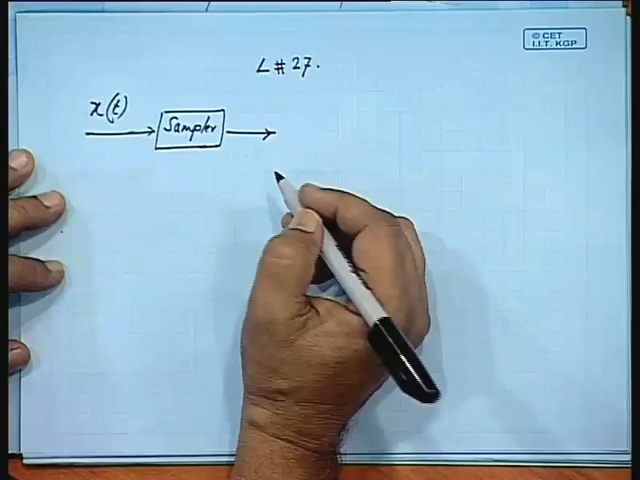 © CET
I.I.T. KGP
L # 27.
x(t)
Sampler